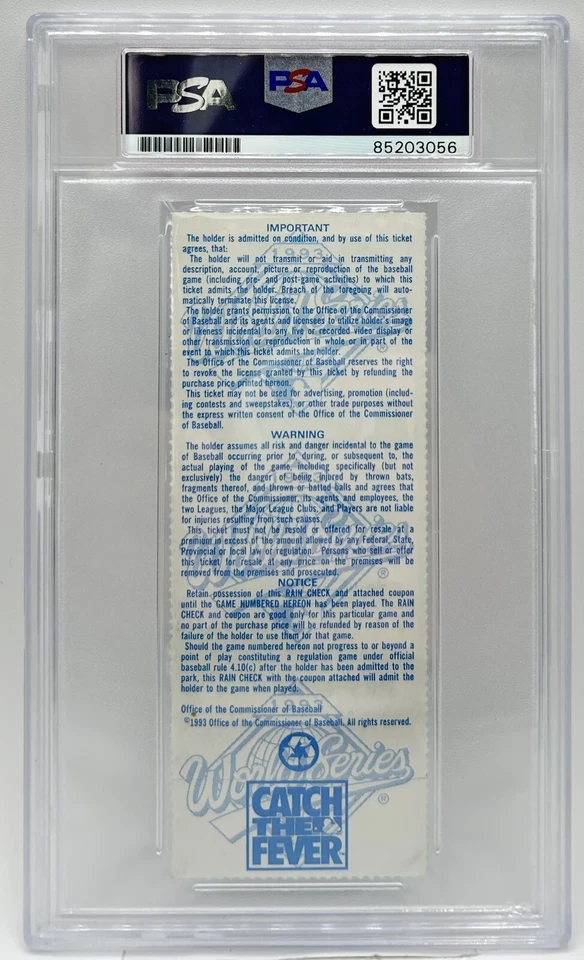 PSA PSA
85203056
IMPORTANT
The holder is admitted on condition, and by use of this ticket
agrees, that:
The holder will not transmit or aid in transmitting any
description, account, picture or reproduction of the baseball
game (including pre- and post-game activities) to which this
ticket admits the holder. Breach of the foregoing will auto-
matically terminate this license.
The holder grants permission to the Office of the Commissioner
of Baseball and its agents and licensees to utilize holder's image
or likeness incidental to any live or recorded video display or
other transmission or reproduction in whole or in part of the
event to which this ticket admits the holder.
The Office of the Commissioner of Baseball reserves the right
to revoke the license granted by this ticket by refunding the
purchase price printed hereon.
This ticket may not be used for advertising, promotion (includ-
ing contests and sweepstakes), or other trade purposes without
the express written consent of the Office of the Commissioner
of Baseball.
WARNING
The holder assumes all risk and danger incidental to the game
of Baseball occurring prior to, during, or subsequent to, the
actual playing of the game, including specifically (but not
exclusively) the danger of being injured by thrown bats,
fragments thereof, and thrown or batted balls and agrees that
the Office of the Commissioner, its agents and employees, the
two Leagues, the Major League Clubs, and Players are not liable
for injuries resulting from such causes.
This ticket must not be resold or offered for resale at a
premium in excess of the amount allowed by any Federal, State,
Provincial or local law or regulation. Persons who sell or offer
this ticket for resale at any price on the premises will be
removed from the premises and prosecuted.
NOTICE
Retain possession of this RAIN CHECK and attached coupon
until the GAME NUMBERED HEREON has been played. The RAIN
CHECK and coupon are good only for this particular game and
no part of the purchase price will be refunded by reason of the
failure of the holder to use them for that game.
Should the game numbered hereon not progress to or beyond a
point of play constituting a regulation game under official
baseball rule 4.10(c) after the holder has been admitted to the
park, this RAIN CHECK with the coupon attached will admit the
holder to the game when played.
Office of the Commissioner of Baseball
©1993 Office of the Commissioner of Baseball. All rights reserved.
1993
World Series
®
CATCH
THE
FEVER